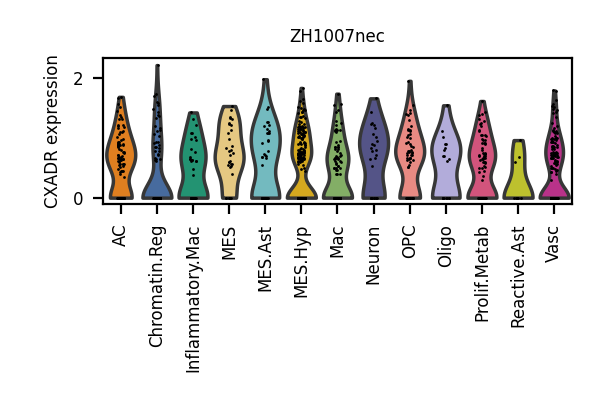 ZH1007nec
CXADR expression
2
0
AC
Chromatin.Reg
Inflammatory.Mac
MES
MES.Ast
MES.Hyp
Mac
Neuron
OPC
Oligo
Prolif.Metab
Reactive.Ast
Vasc